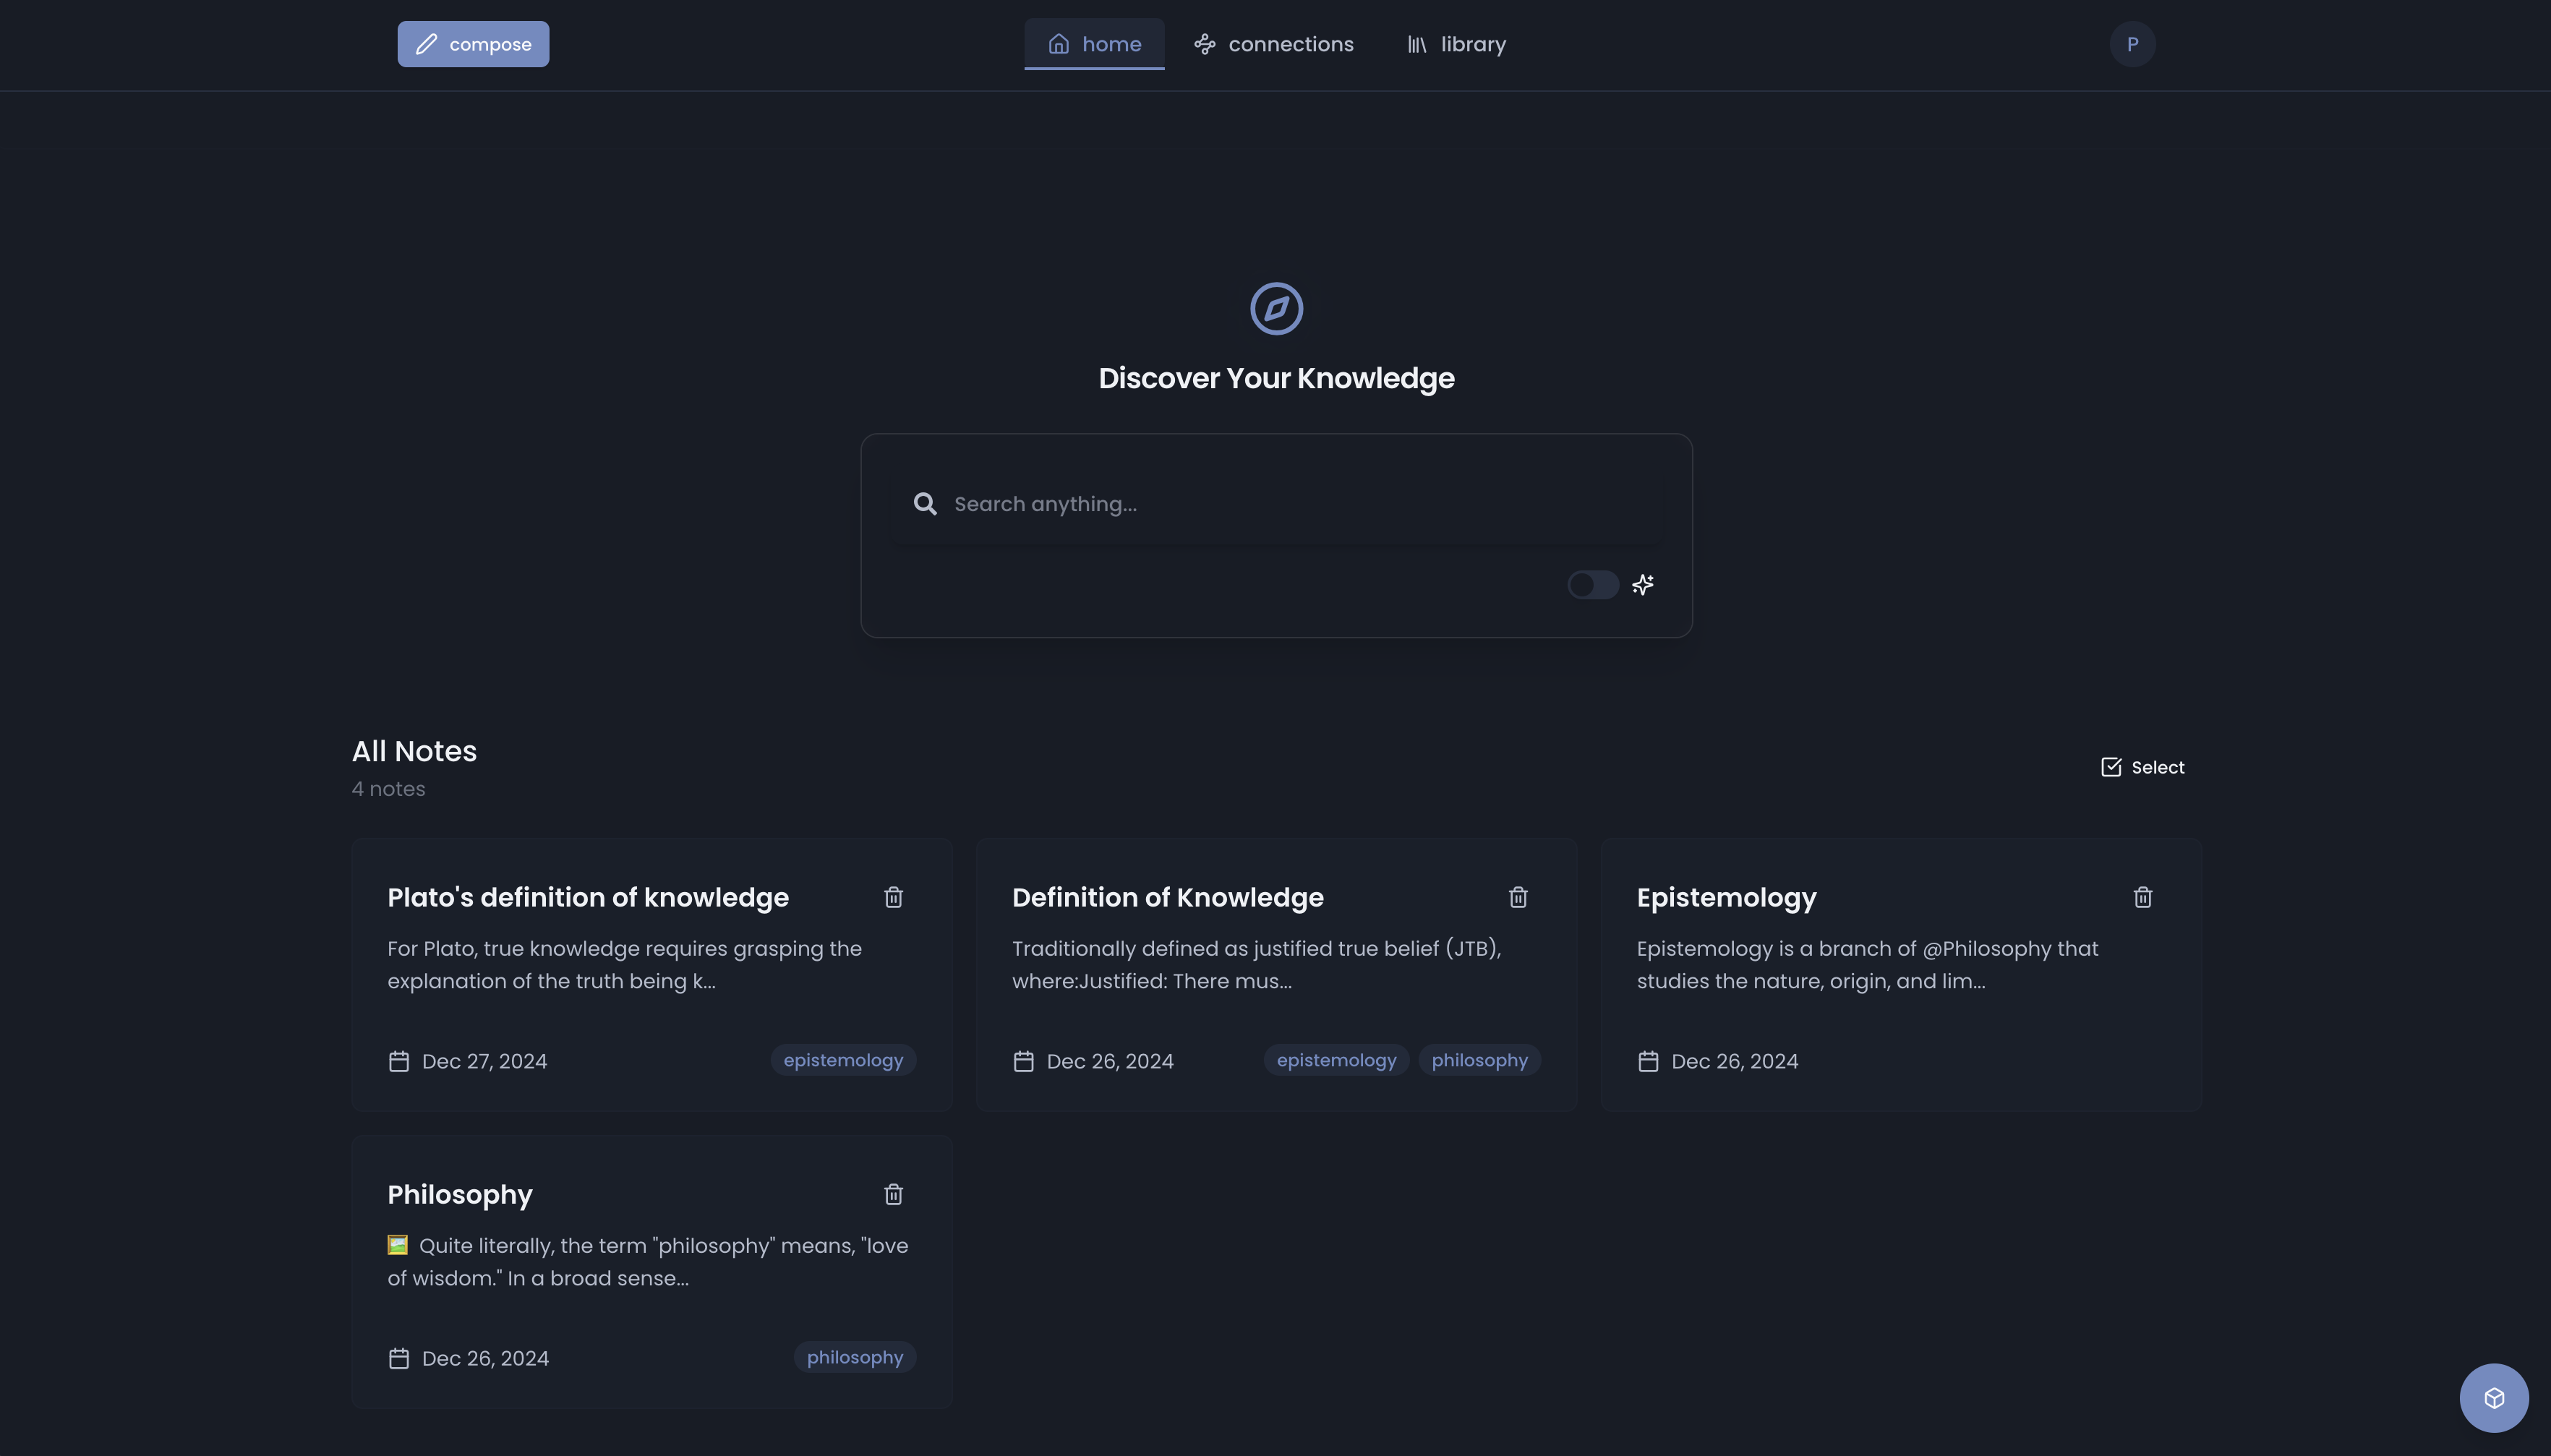 compose
home
connections
library
P
Discover Your Knowledge
Search anything...
All Notes
4 notes
Select
Plato's definition of knowledge
For Plato, true knowledge requires grasping the
explanation of the truth being k...
Dec 27, 2024
epistemology
Definition of Knowledge
Traditionally defined as justified true belief (JTB),
where:Justified: There mus...
Dec 26, 2024
epistemology
philosophy
Epistemology
Epistemology is a branch of @Philosophy that
studies the nature, origin, and lim...
Dec 26, 2024
Philosophy
🖼️ Quite literally, the term "philosophy" means, "love
of wisdom." In a broad sense...
Dec 26, 2024
philosophy